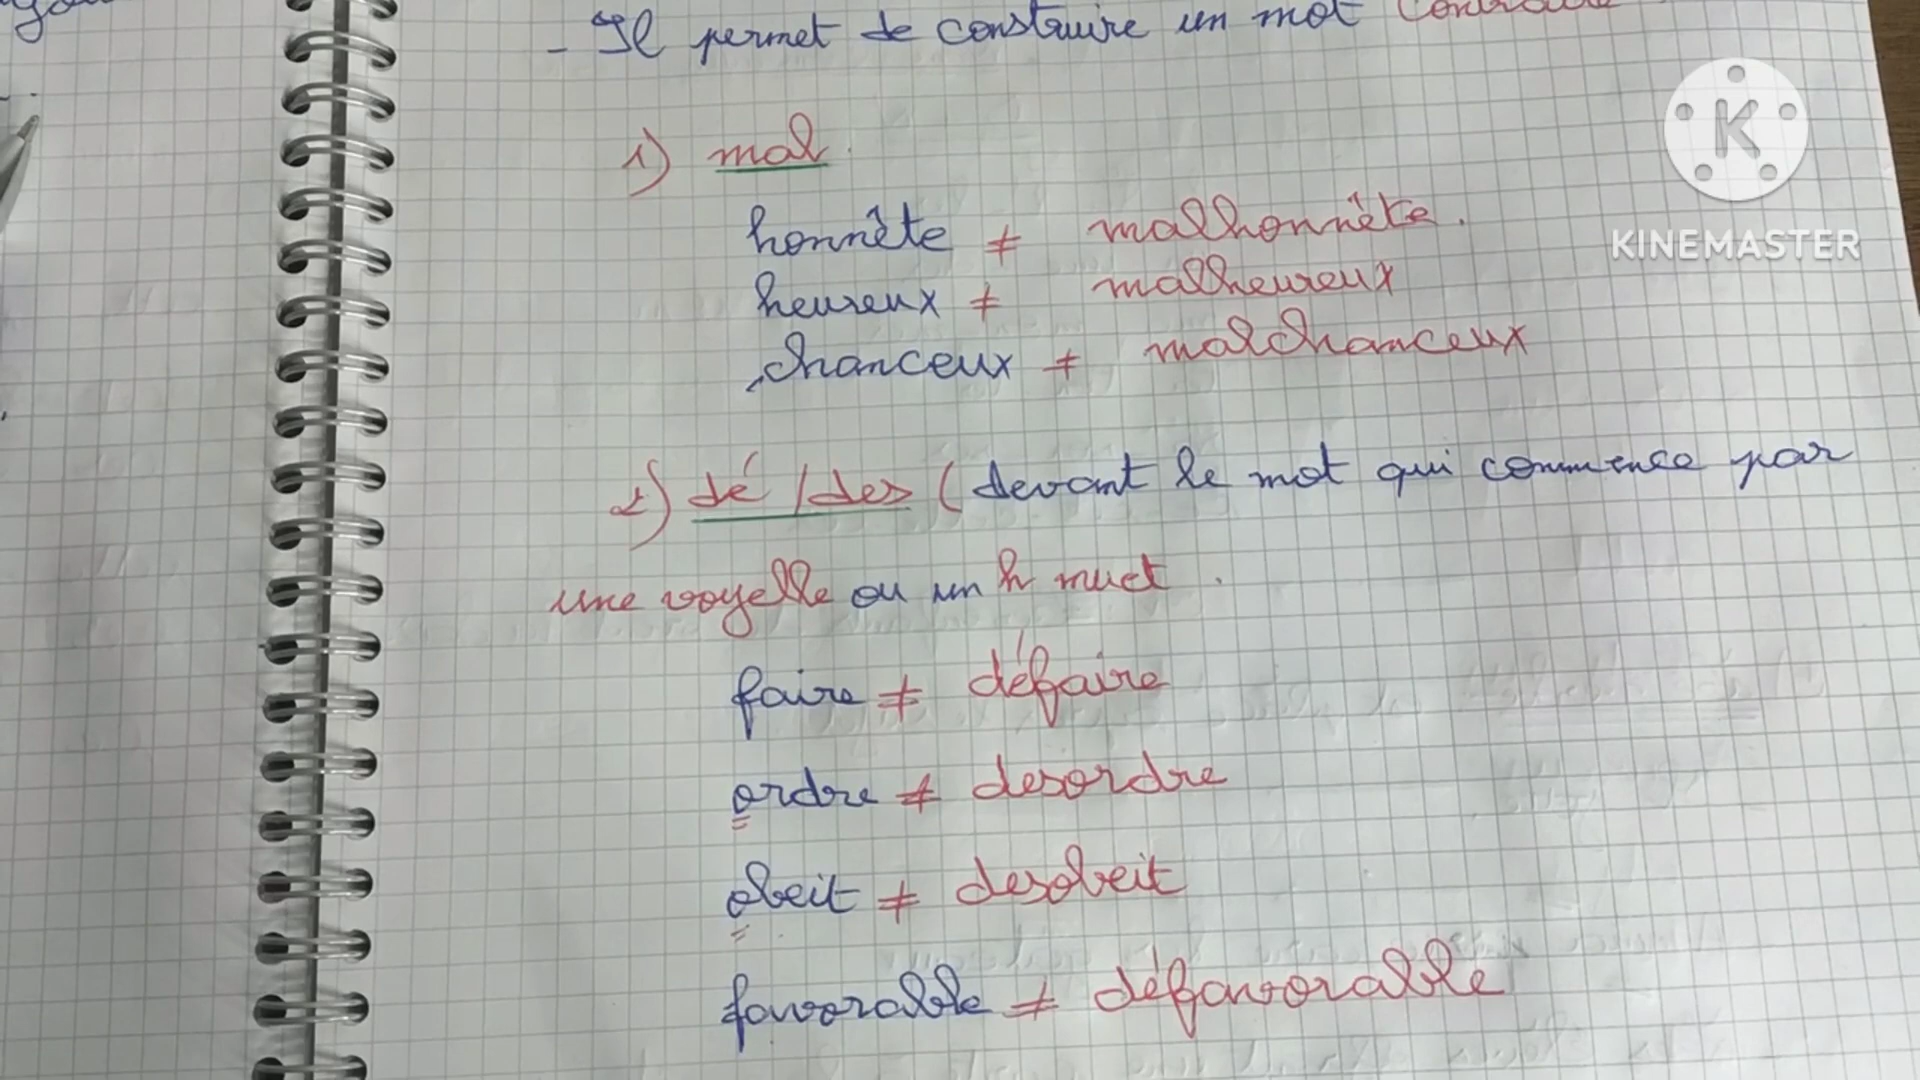 - Il permet de construire un mot contraire
1) mal
honnête ≠ malhonnête.
heureux ≠ malheureux
chanceux ≠ malchanceux
2) dé / des (devant le mot qui commence par
une voyelle ou un h muet.
faire ≠ défaire
ordre ≠ desordre
obeit ≠ desobeit
favorable ≠ défavorable
K
KINEMASTER